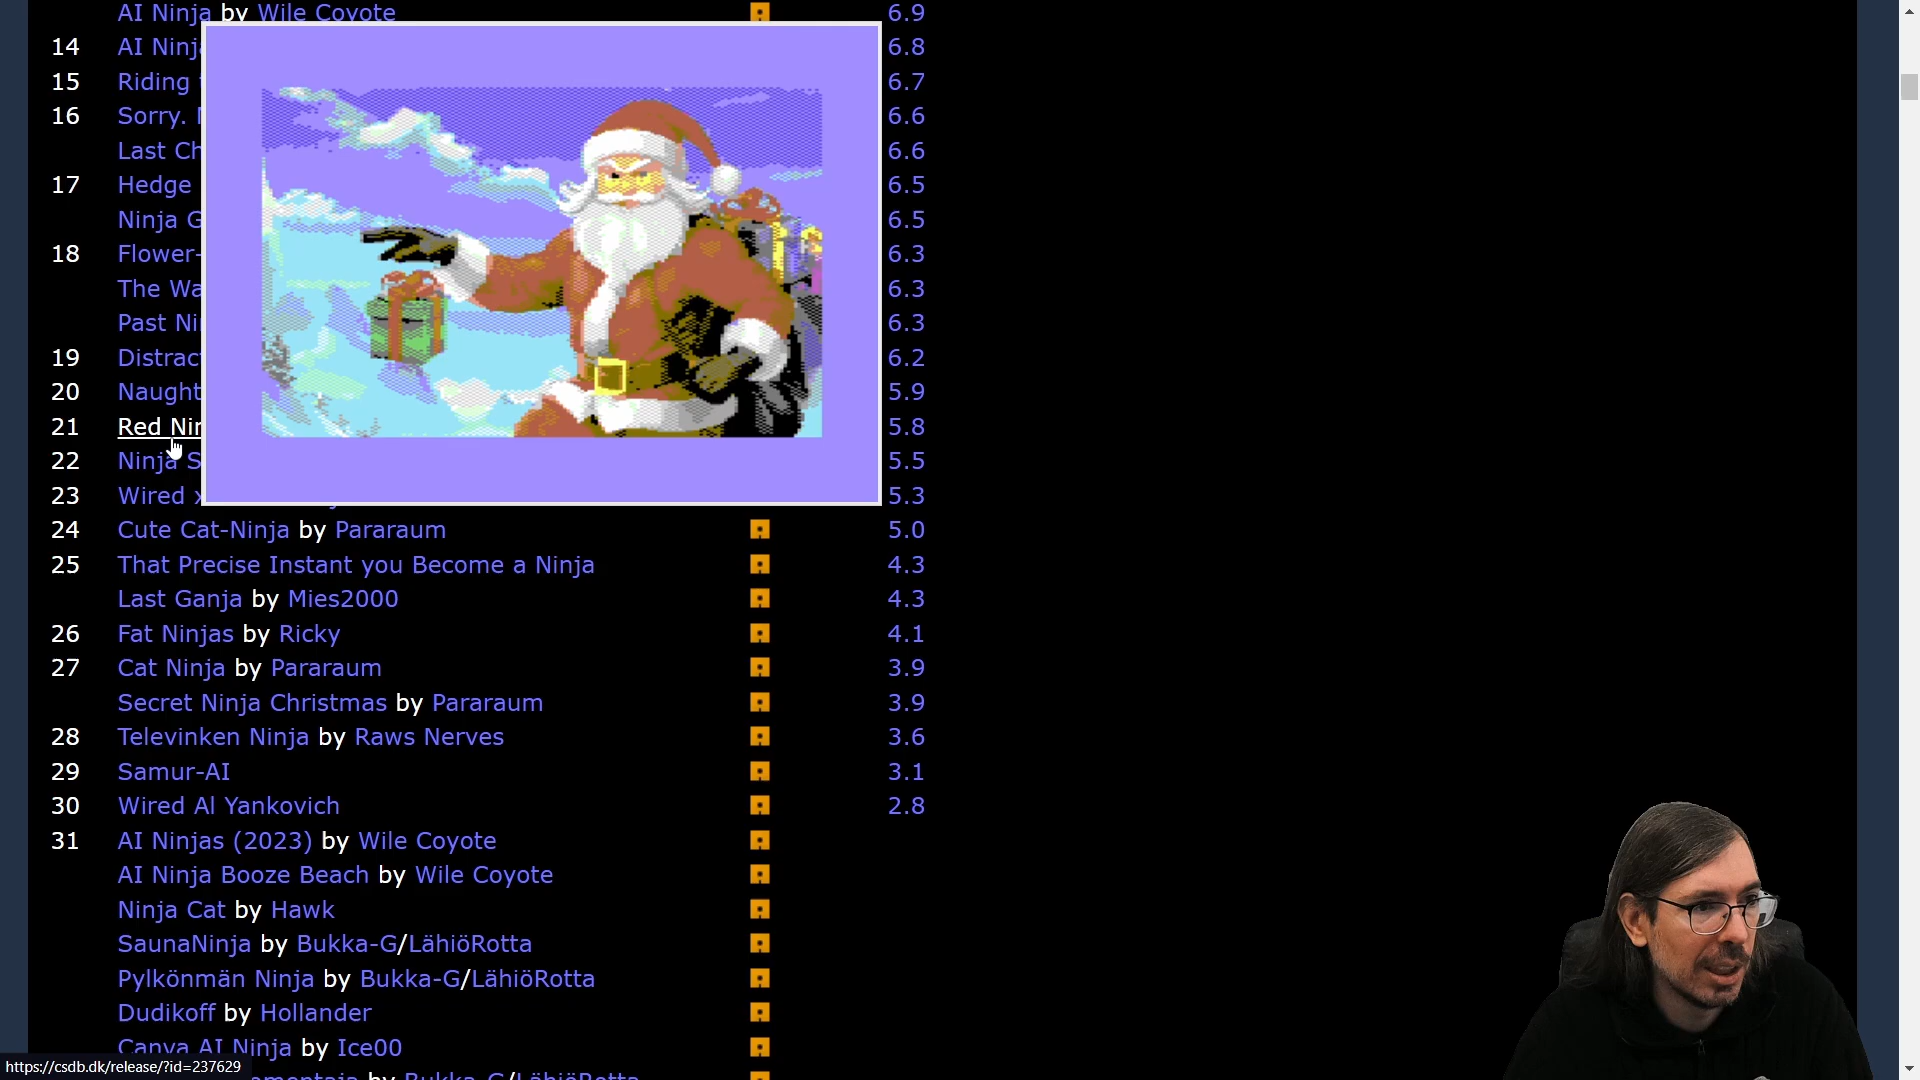 AI Ninja by Wile Coyote 6.9
14 AI Ninj 6.8
15 Riding 6.7
16 Sorry. 6.6
Last Ch 6.6
17 Hedge 6.5
Ninja G 6.5
18 Flower- 6.3
The Wa 6.3
Past Ni 6.3
19 Distrac 6.2
20 Naught 5.9
21 Red Nin 5.8
22 Ninja S 5.5
23 Wired x 5.3
24 Cute Cat-Ninja by Pararaum 5.0
25 That Precise Instant you Become a Ninja 4.3
Last Ganja by Mies2000 4.3
26 Fat Ninjas by Ricky 4.1
27 Cat Ninja by Pararaum 3.9
Secret Ninja Christmas by Pararaum 3.9
28 Televinken Ninja by Raws Nerves 3.6
29 Samur-AI 3.1
30 Wired Al Yankovich 2.8
31 AI Ninjas (2023) by Wile Coyote
AI Ninja Booze Beach by Wile Coyote
Ninja Cat by Hawk
SaunaNinja by Bukka-G/LähiöRotta
Pylkönmän Ninja by Bukka-G/LähiöRotta
Dudikoff by Hollander
Canva AI Ninja by Ice00
by Bukka-G/LähiöRotta
https://csdb.dk/release/?id=237629